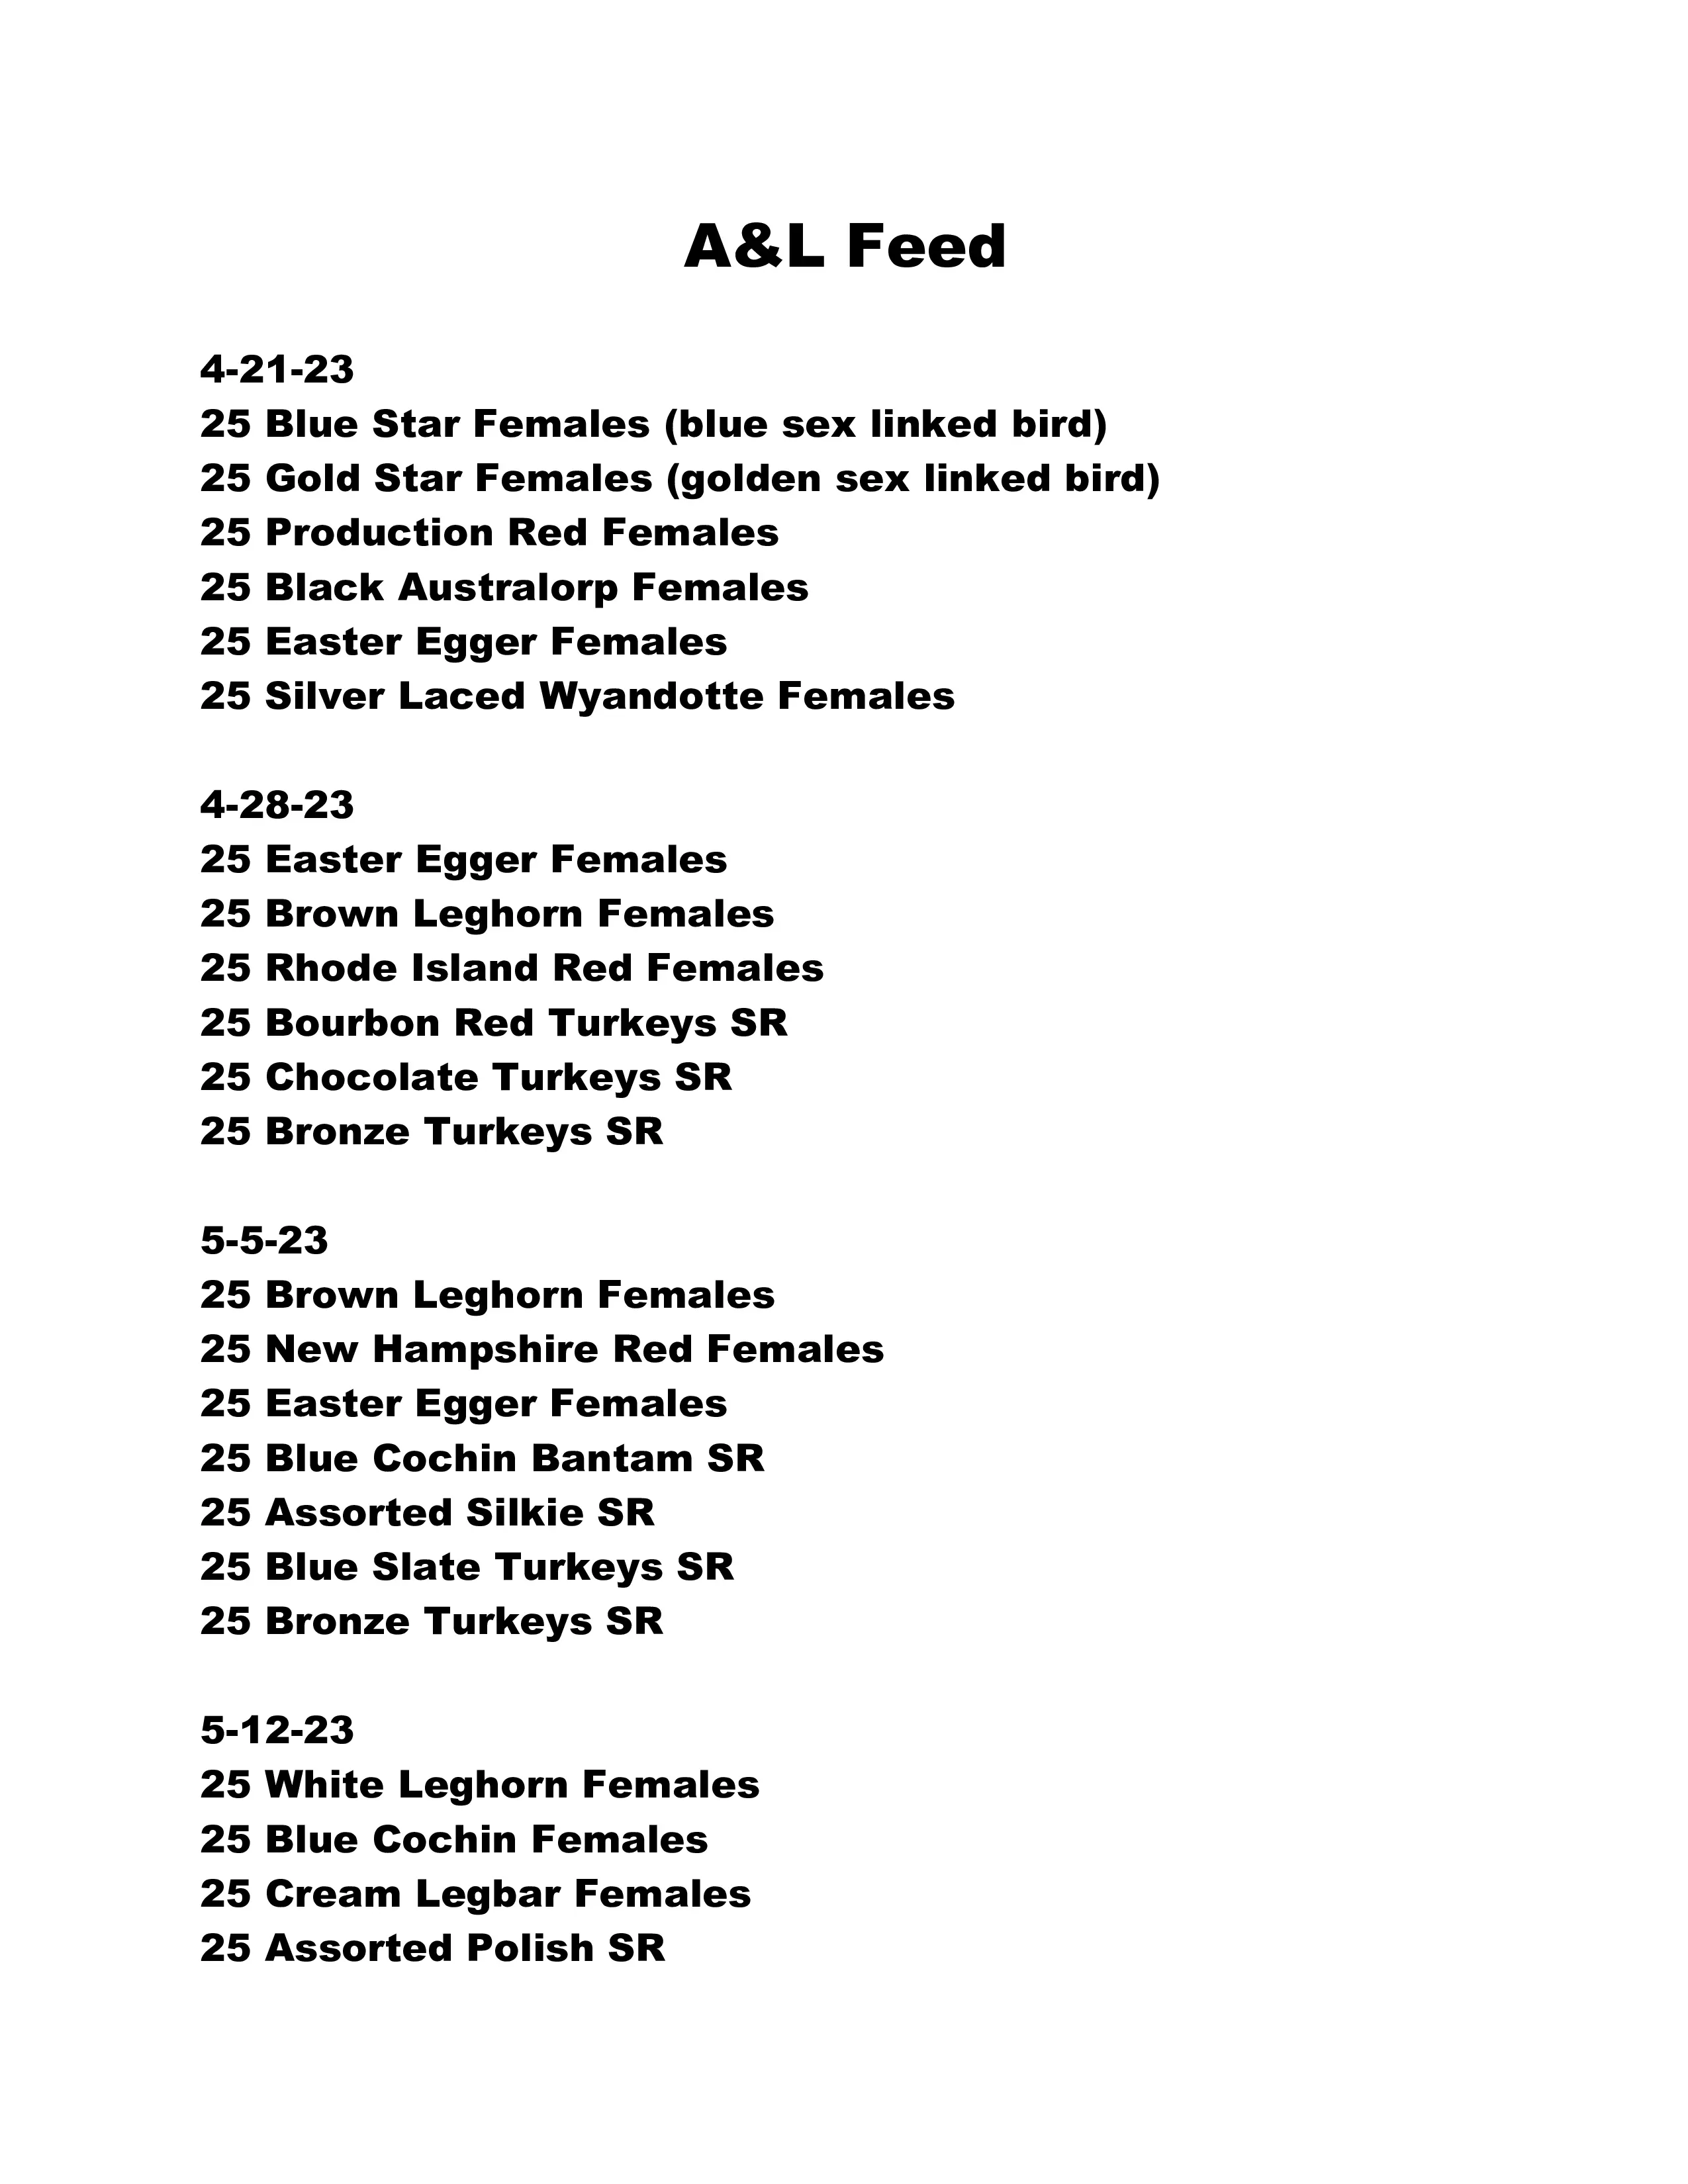 A&L Feed
4-21-23
25 Blue Star Females (blue sex linked bird)
25 Gold Star Females (golden sex linked bird)
25 Production Red Females
25 Black Australorp Females
25 Easter Egger Females
25 Silver Laced Wyandotte Females
4-28-23
25 Easter Egger Females
25 Brown Leghorn Females
25 Rhode Island Red Females
25 Bourbon Red Turkeys SR
25 Chocolate Turkeys SR
25 Bronze Turkeys SR
5-5-23
25 Brown Leghorn Females
25 New Hampshire Red Females
25 Easter Egger Females
25 Blue Cochin Bantam SR
25 Assorted Silkie SR
25 Blue Slate Turkeys SR
25 Bronze Turkeys SR
5-12-23
25 White Leghorn Females
25 Blue Cochin Females
25 Cream Legbar Females
25 Assorted Polish SR